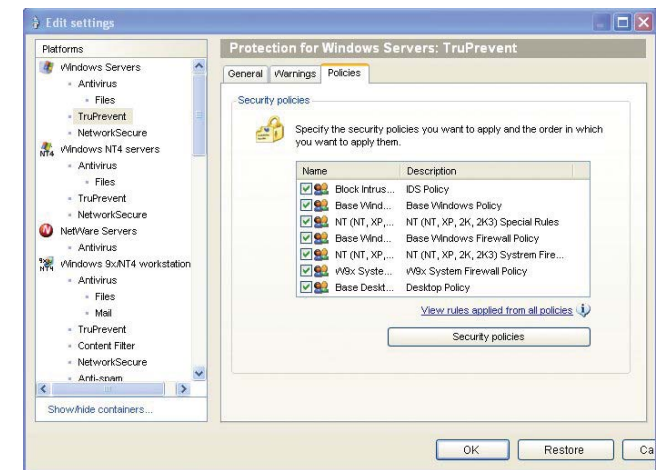 Edit settings
Platforms
Windows Servers
Antivirus
Files
TruPrevent
NetworkSecure
Windows NT4 servers
Antivirus
Files
TruPrevent
NetworkSecure
NetWare Servers
Antivirus
Windows 9x/NT4 workstation
Antivirus
Files
Mail
TruPrevent
Content Filter
NetworkSecure
Anti-spam
Show/hide containers...
Protection for Windows Servers: TruPrevent
General Warnings Policies
Security policies
Specify the security policies you want to apply and the order in which
you want to apply them.
Name Description
Block Intrus... IDS Policy
Base Wind... Base Windows Policy
NT (NT, XP,... NT (NT, XP, 2K, 2K3) Special Rules
Base Wind... Base Windows Firewall Policy
NT (NT, XP,... NT (NT, XP, 2K, 2K3) Systrem Fire...
W9x Syste... W9x System Firewall Policy
Base Deskt... Desktop Policy
View rules applied from all policies
Security policies
OK Restore Ca